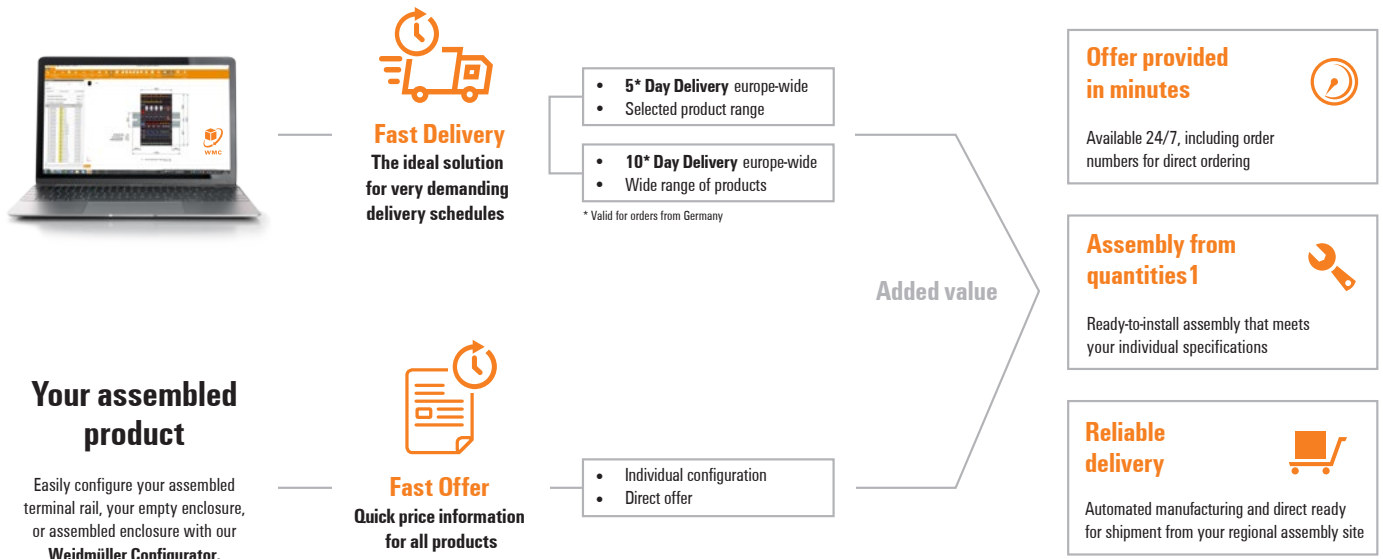 WMC
Fast Delivery
The ideal solution
for very demanding
delivery schedules
• 5* Day Delivery europe-wide
• Selected product range
• 10* Day Delivery europe-wide
• Wide range of products
* Valid for orders from Germany
Your assembled
product
Easily configure your assembled
terminal rail, your empty enclosure,
or assembled enclosure with our
Weidmüller Configurator.
Fast Offer
Quick price information
for all products
• Individual configuration
• Direct offer
Added value
Offer provided
in minutes
Available 24/7, including order
numbers for direct ordering
Assembly from
quantities1
Ready-to-install assembly that meets
your individual specifications
Reliable
delivery
Automated manufacturing and direct ready
for shipment from your regional assembly site